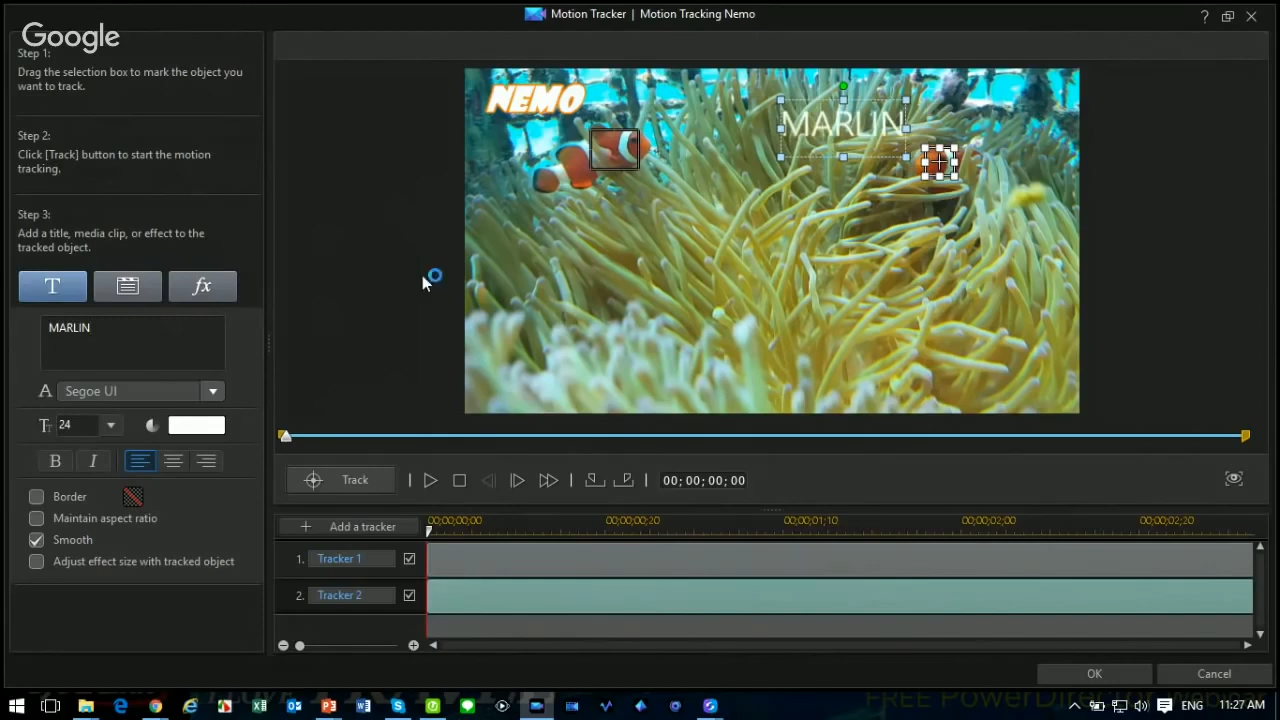 Motion Tracker | Motion Tracking Nemo
?
Google
Step 1:
Drag the selection box to mark the object you
want to track.
Step 2:
Click [Track] button to start the motion
tracking.
Step 3:
Add a title, media clip, or effect to the
tracked object.
T
fx
MARLIN
A Segoe UI
24
B I
Border
Maintain aspect ratio
Smooth
Adjust effect size with tracked object
NEMO
MARLIN
Track
00; 00; 00; 00
Add a tracker
00;00;00;00 00;00;00;20 00;00;01;10 00;00;02;00 00;00;02;20
1. Tracker 1
2. Tracker 2
OK Cancel
FREE PowerDirector webinar
ENG 11:27 AM